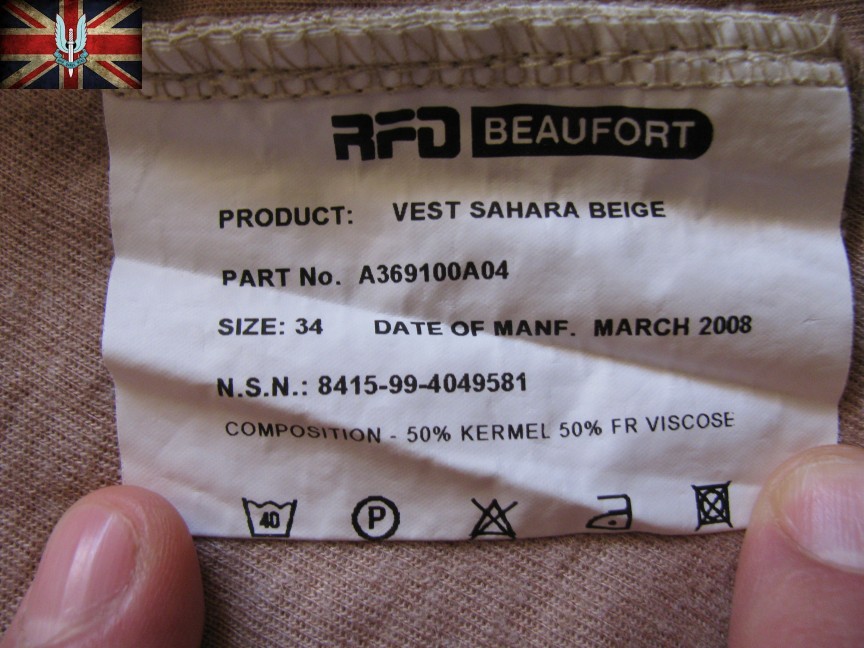 RFD BEAUFORT
PRODUCT: VEST SAHARA BEIGE
PART No. A369100A04
SIZE: 34 DATE OF MANF. MARCH 2008
N.S.N.: 8415-99-4049581
COMPOSITION - 50% KERMEL 50% FR VISCOSE
40 P